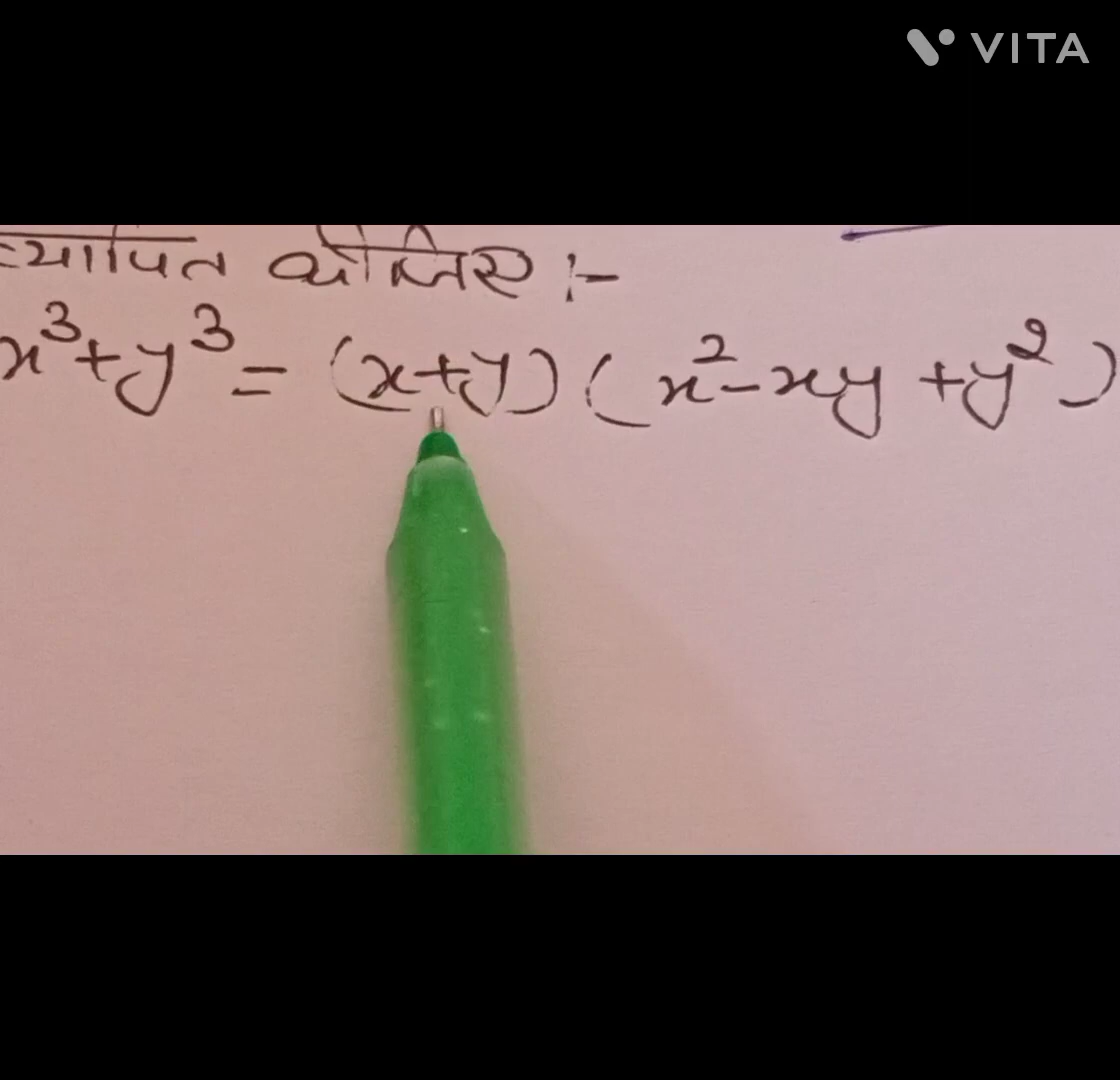 VITA
त्यापित कीजिए :-
x³+y³ = (x+y) (x²-xy+y²)